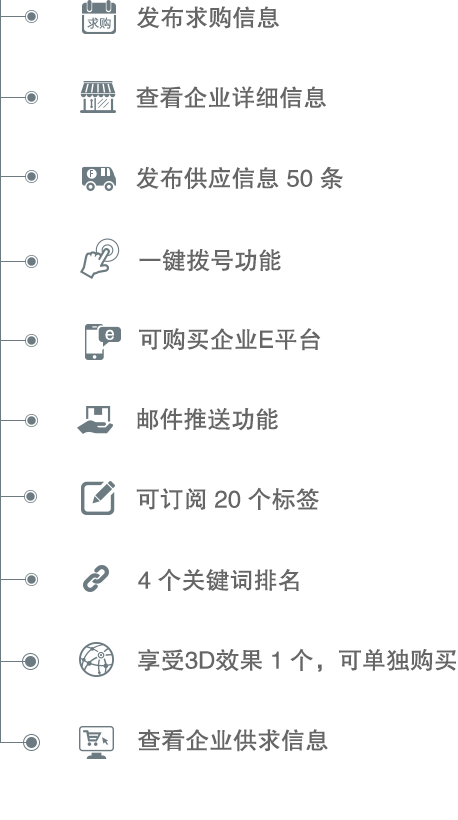 求购 发布求购信息
查看企业详细信息
F 发布供应信息 50 条
一键拨号功能
e 可购买企业E平台
邮件推送功能
可订阅 20 个标签
4 个关键词排名
享受3D效果 1 个，可单独购买
查看企业供求信息